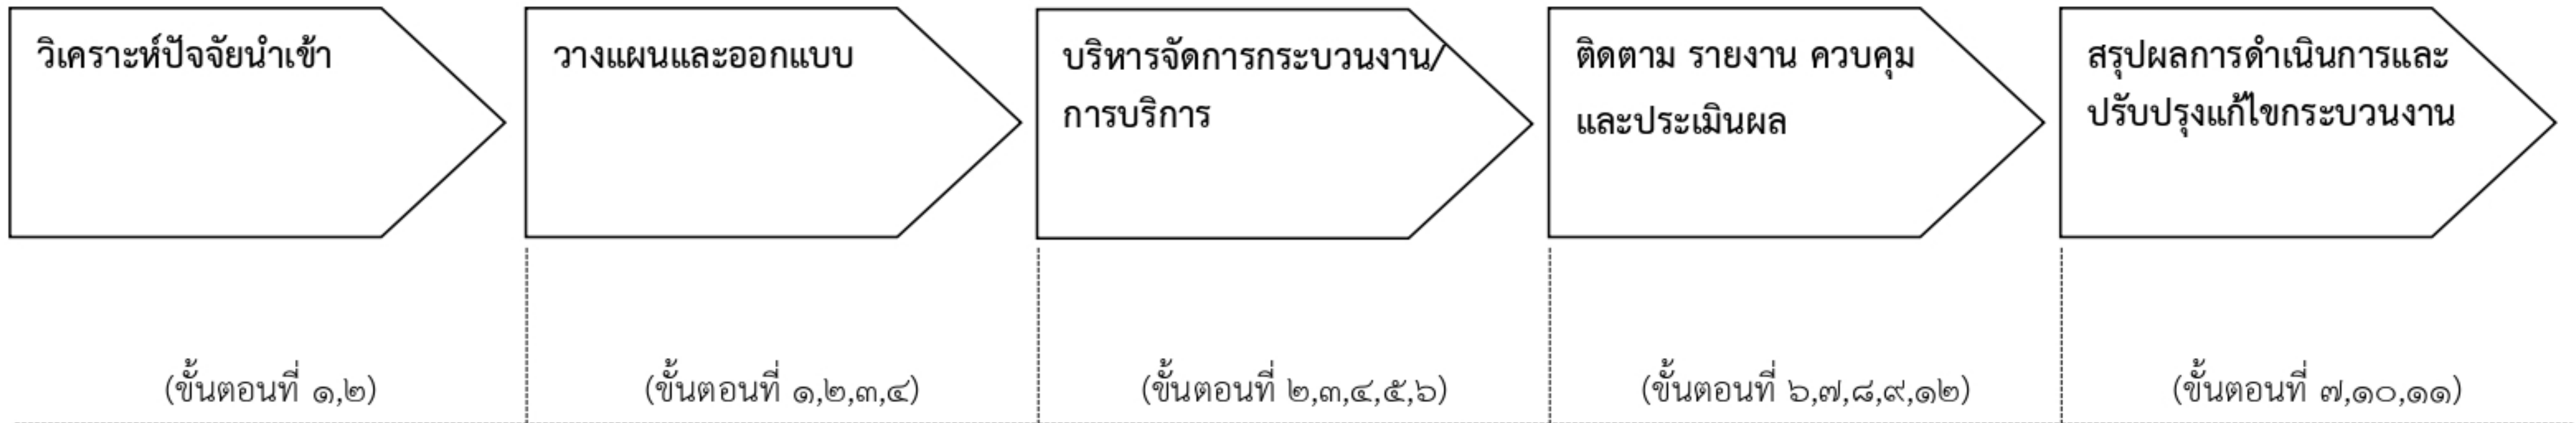 วิเคราะห์ปัจจัยนำเข้า
วางแผนและออกแบบ
บริหารจัดการกระบวนงาน/
การบริการ
ติดตาม รายงาน ควบคุม
และประเมินผล
สรุปผลการดำเนินการและ
ปรับปรุงแก้ไขกระบวนงาน
(ขั้นตอนที่ ๑,๒)
(ขั้นตอนที่ ๑,๒,๓,๔)
(ขั้นตอนที่ ๒,๓,๔,๕,๖)
(ขั้นตอนที่ ๖,๗,๘,๙,๑๒)
(ขั้นตอนที่ ๗,๑๐,๑๑)